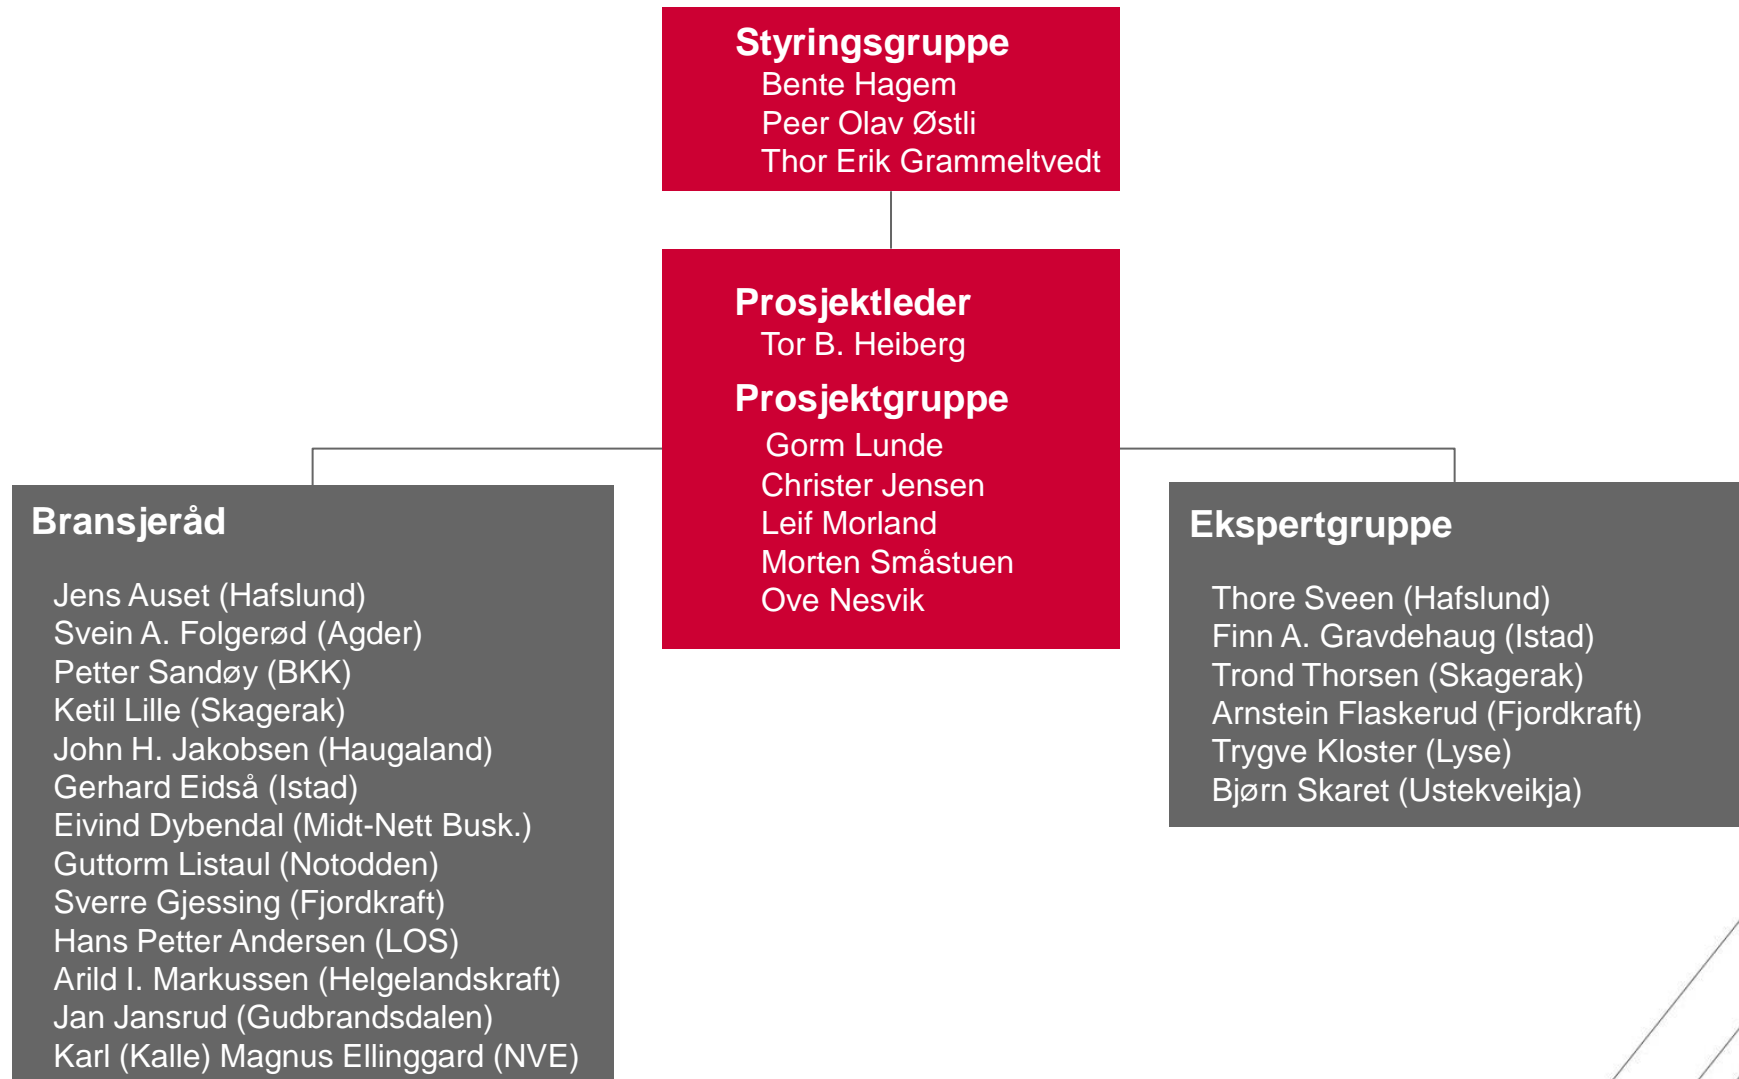 Styringsgruppe
Bente Hagem
Peer Olav Østli
Thor Erik Grammeltvedt
Prosjektleder
Tor B. Heiberg
Prosjektgruppe
Gorm Lunde
Christer Jensen
Leif Morland
Morten Småstuen
Ove Nesvik
Bransjeråd
Jens Auset (Hafslund)
Svein A. Folgerød (Agder)
Petter Sandøy (BKK)
Ketil Lille (Skagerak)
John H. Jakobsen (Haugaland)
Gerhard Eidså (Istad)
Eivind Dybendal (Midt-Nett Busk.)
Guttorm Listaul (Notodden)
Sverre Gjessing (Fjordkraft)
Hans Petter Andersen (LOS)
Arild I. Markussen (Helgelandskraft)
Jan Jansrud (Gudbrandsdalen)
Karl (Kalle) Magnus Ellinggard (NVE)
Ekspertgruppe
Thore Sveen (Hafslund)
Finn A. Gravdehaug (Istad)
Trond Thorsen (Skagerak)
Arnstein Flaskerud (Fjordkraft)
Trygve Kloster (Lyse)
Bjørn Skaret (Ustekveikja)